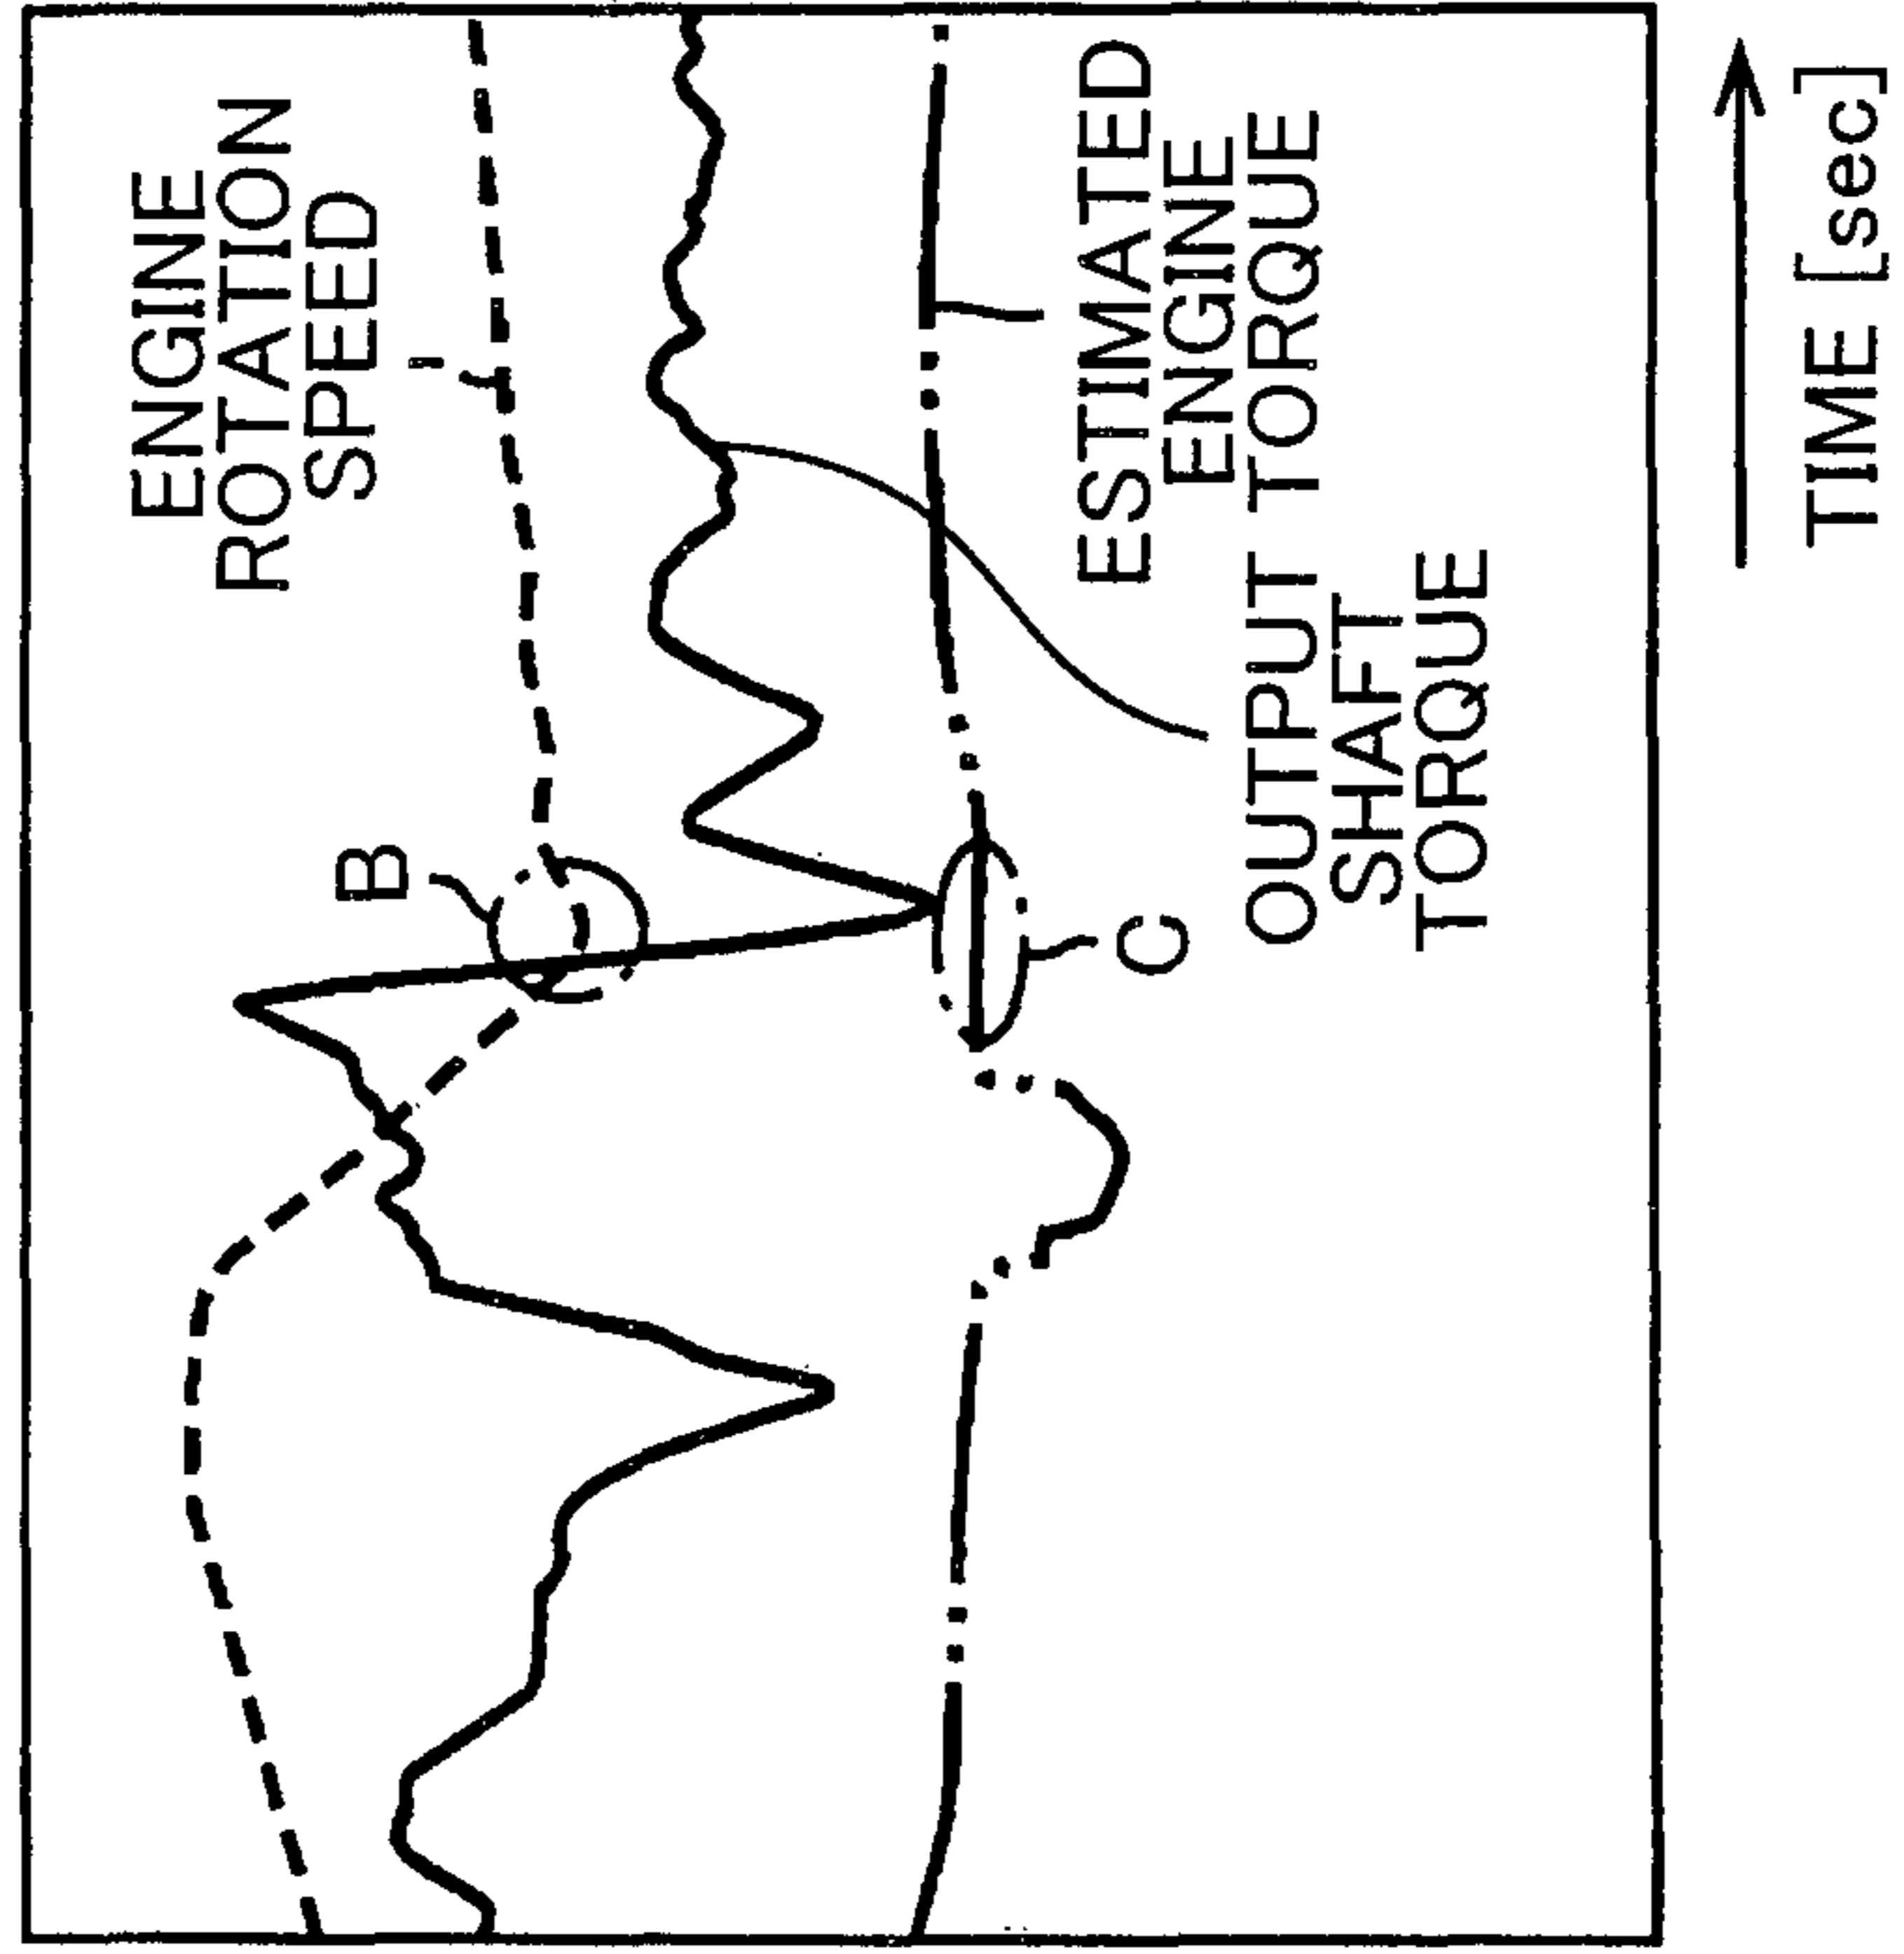 ENGINE
ROTATION
SPEED
B
C
ESTIMATED
ENGINE
TORQUE
OUTPUT
SHAFT
TORQUE
TIME [sec]